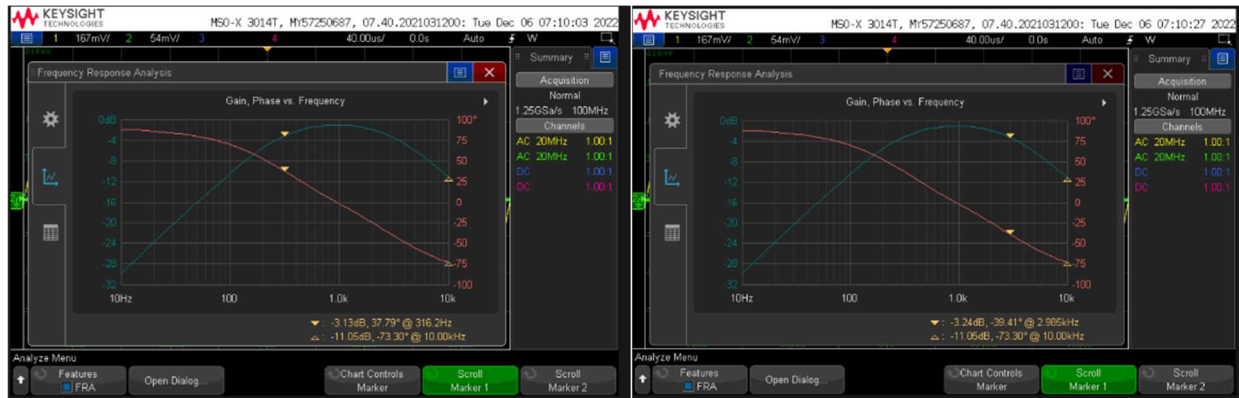 KEYSIGHT
TECHNOLOGIES
MSO-X 3014T, MY57250687, 07.40.2021031200: Tue Dec 06 07:10:03 2022
1 167mV/ 2 54mV/ 3 4 40.00us/ 0.0s Auto W
Summary
Frequency Response Analysis
Acquisition
Normal
1.25GSa/s 100MHz
Channels
AC 20MHz 1.00:1
AC 20MHz 1.00:1
DC 1.00:1
DC 1.00:1
Gain, Phase vs. Frequency
0dB 100°
-4 75
-8 50
-12 25
-16 0
-20 -25
-24 -50
-28 -75
-32 -100
10Hz 100 1.0k 10k
: -3.13dB, 37.79° @ 316.2Hz
: -11.05dB, -73.30° @ 10.00kHz
Analyze Menu
Features
FRA
Open Dialog...
Chart Controls
Marker
Scroll
Marker 1
Scroll
Marker 2
KEYSIGHT
TECHNOLOGIES
MSO-X 3014T, MY57250687, 07.40.2021031200: Tue Dec 06 07:10:27 2022
1 167mV/ 2 54mV/ 3 4 40.00us/ 0.0s Auto W
Summary
Frequency Response Analysis
Acquisition
Normal
1.25GSa/s 100MHz
Channels
AC 20MHz 1.00:1
AC 20MHz 1.00:1
DC 1.00:1
DC 1.00:1
Gain, Phase vs. Frequency
0dB 100°
-4 75
-8 50
-12 25
-16 0
-20 -25
-24 -50
-28 -75
-32 -100
10Hz 100 1.0k 10k
: -3.24dB, -39.41° @ 2.985kHz
: -11.05dB, -73.30° @ 10.00kHz
Analyze Menu
Features
FRA
Open Dialog...
Chart Controls
Marker
Scroll
Marker 1
Scroll
Marker 2